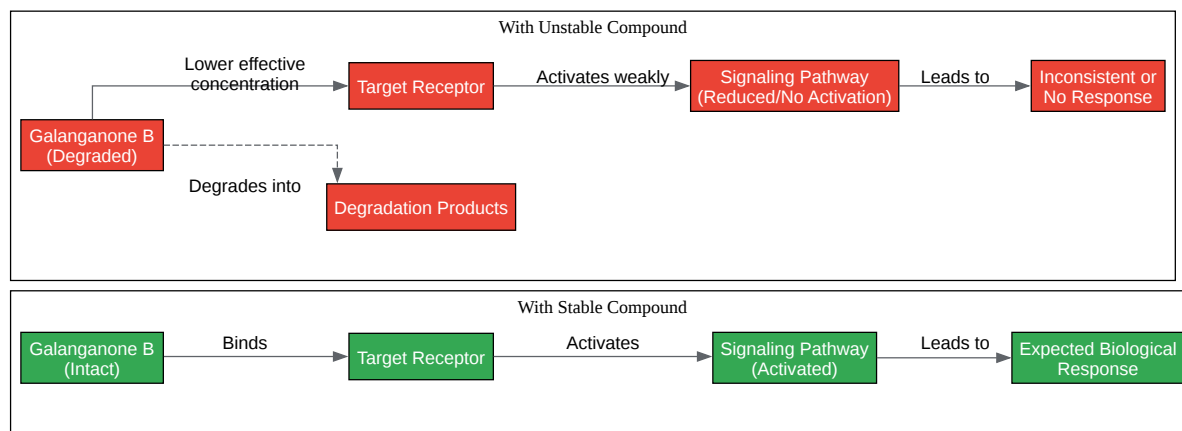 With Unstable Compound
Lower effective
concentration
Target Receptor
Activates weakly
Signaling Pathway
(Reduced/No Activation)
Leads to
Inconsistent or
No Response
Galanganone B
(Degraded)
Degrades into
Degradation Products
With Stable Compound
Galanganone B
(Intact)
Binds
Target Receptor
Activates
Signaling Pathway
(Activated)
Leads to
Expected Biological
Response